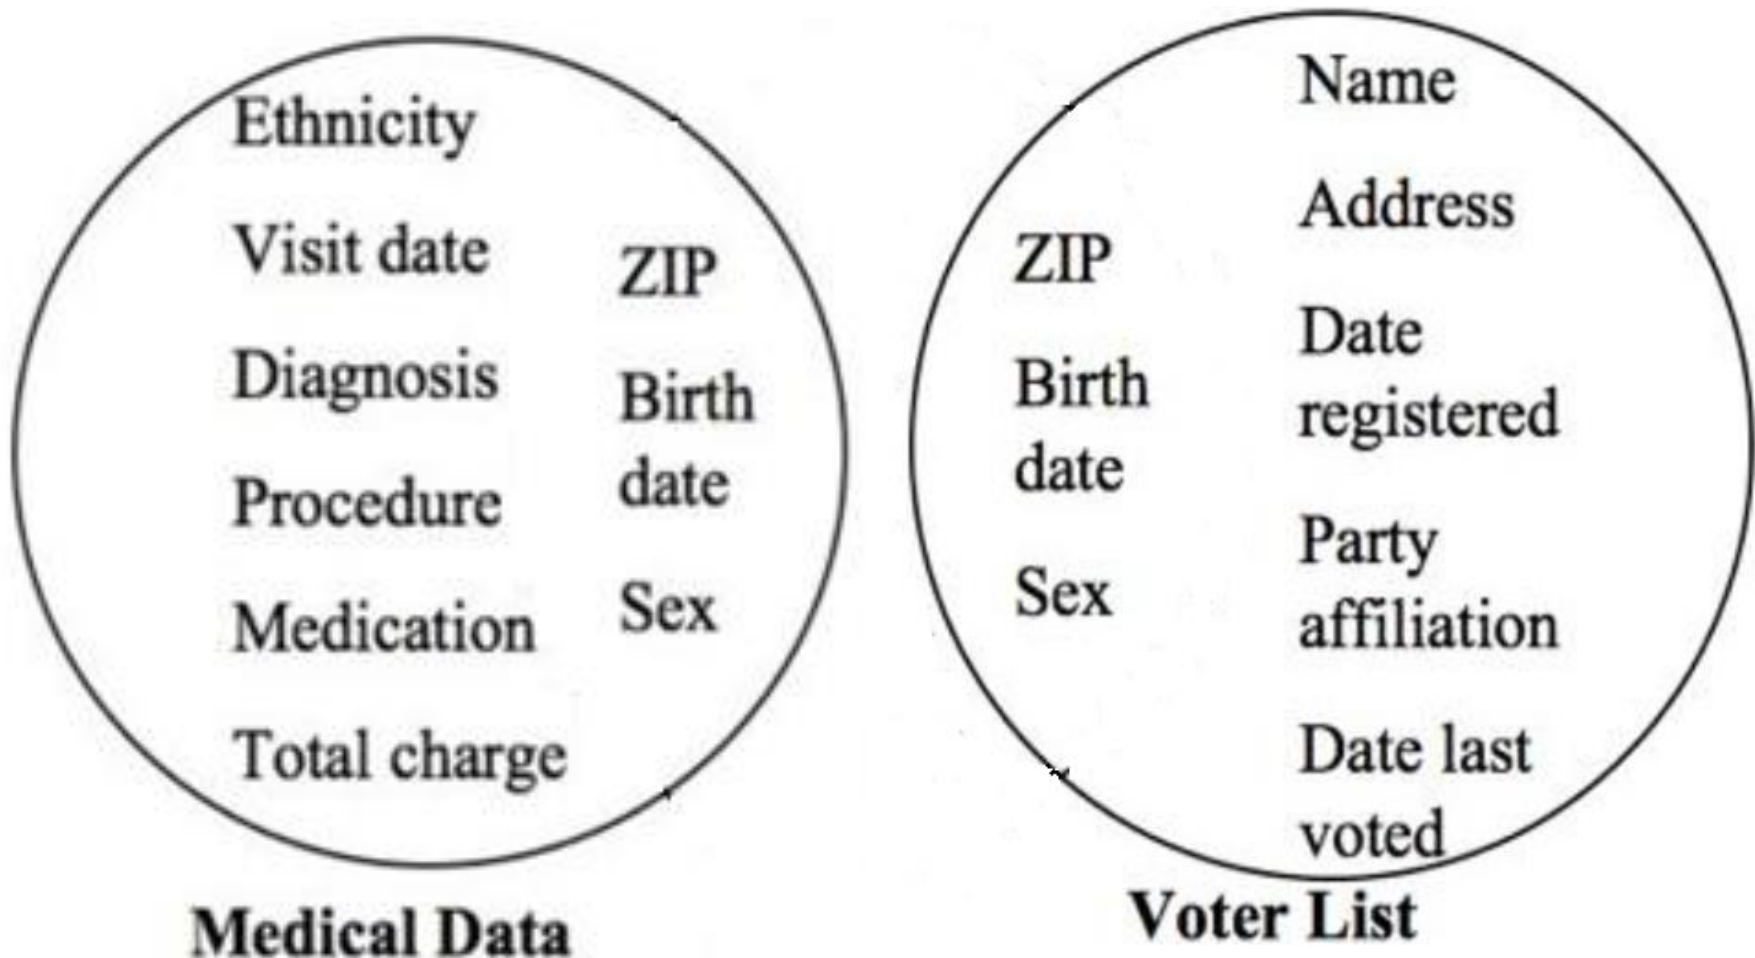 Ethnicity
Visit date
Diagnosis
Procedure
Medication
Total charge
ZIP
Birth
date
Sex
Medical Data
ZIP
Birth
date
Sex
Name
Address
Date
registered
Party
affiliation
Date last
voted
Voter List